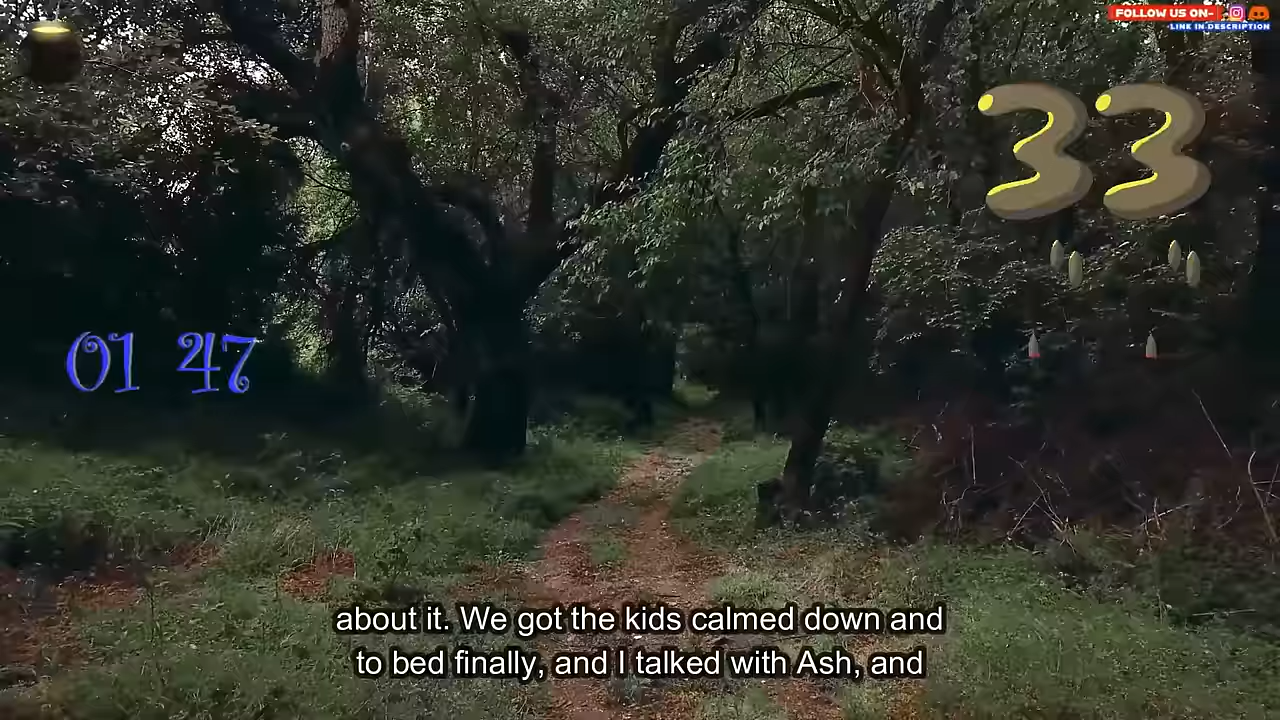 FOLLOW US ON-
LINK IN DESCRIPTION
33
01 47
about it. We got the kids calmed down and
to bed finally, and I talked with Ash, and